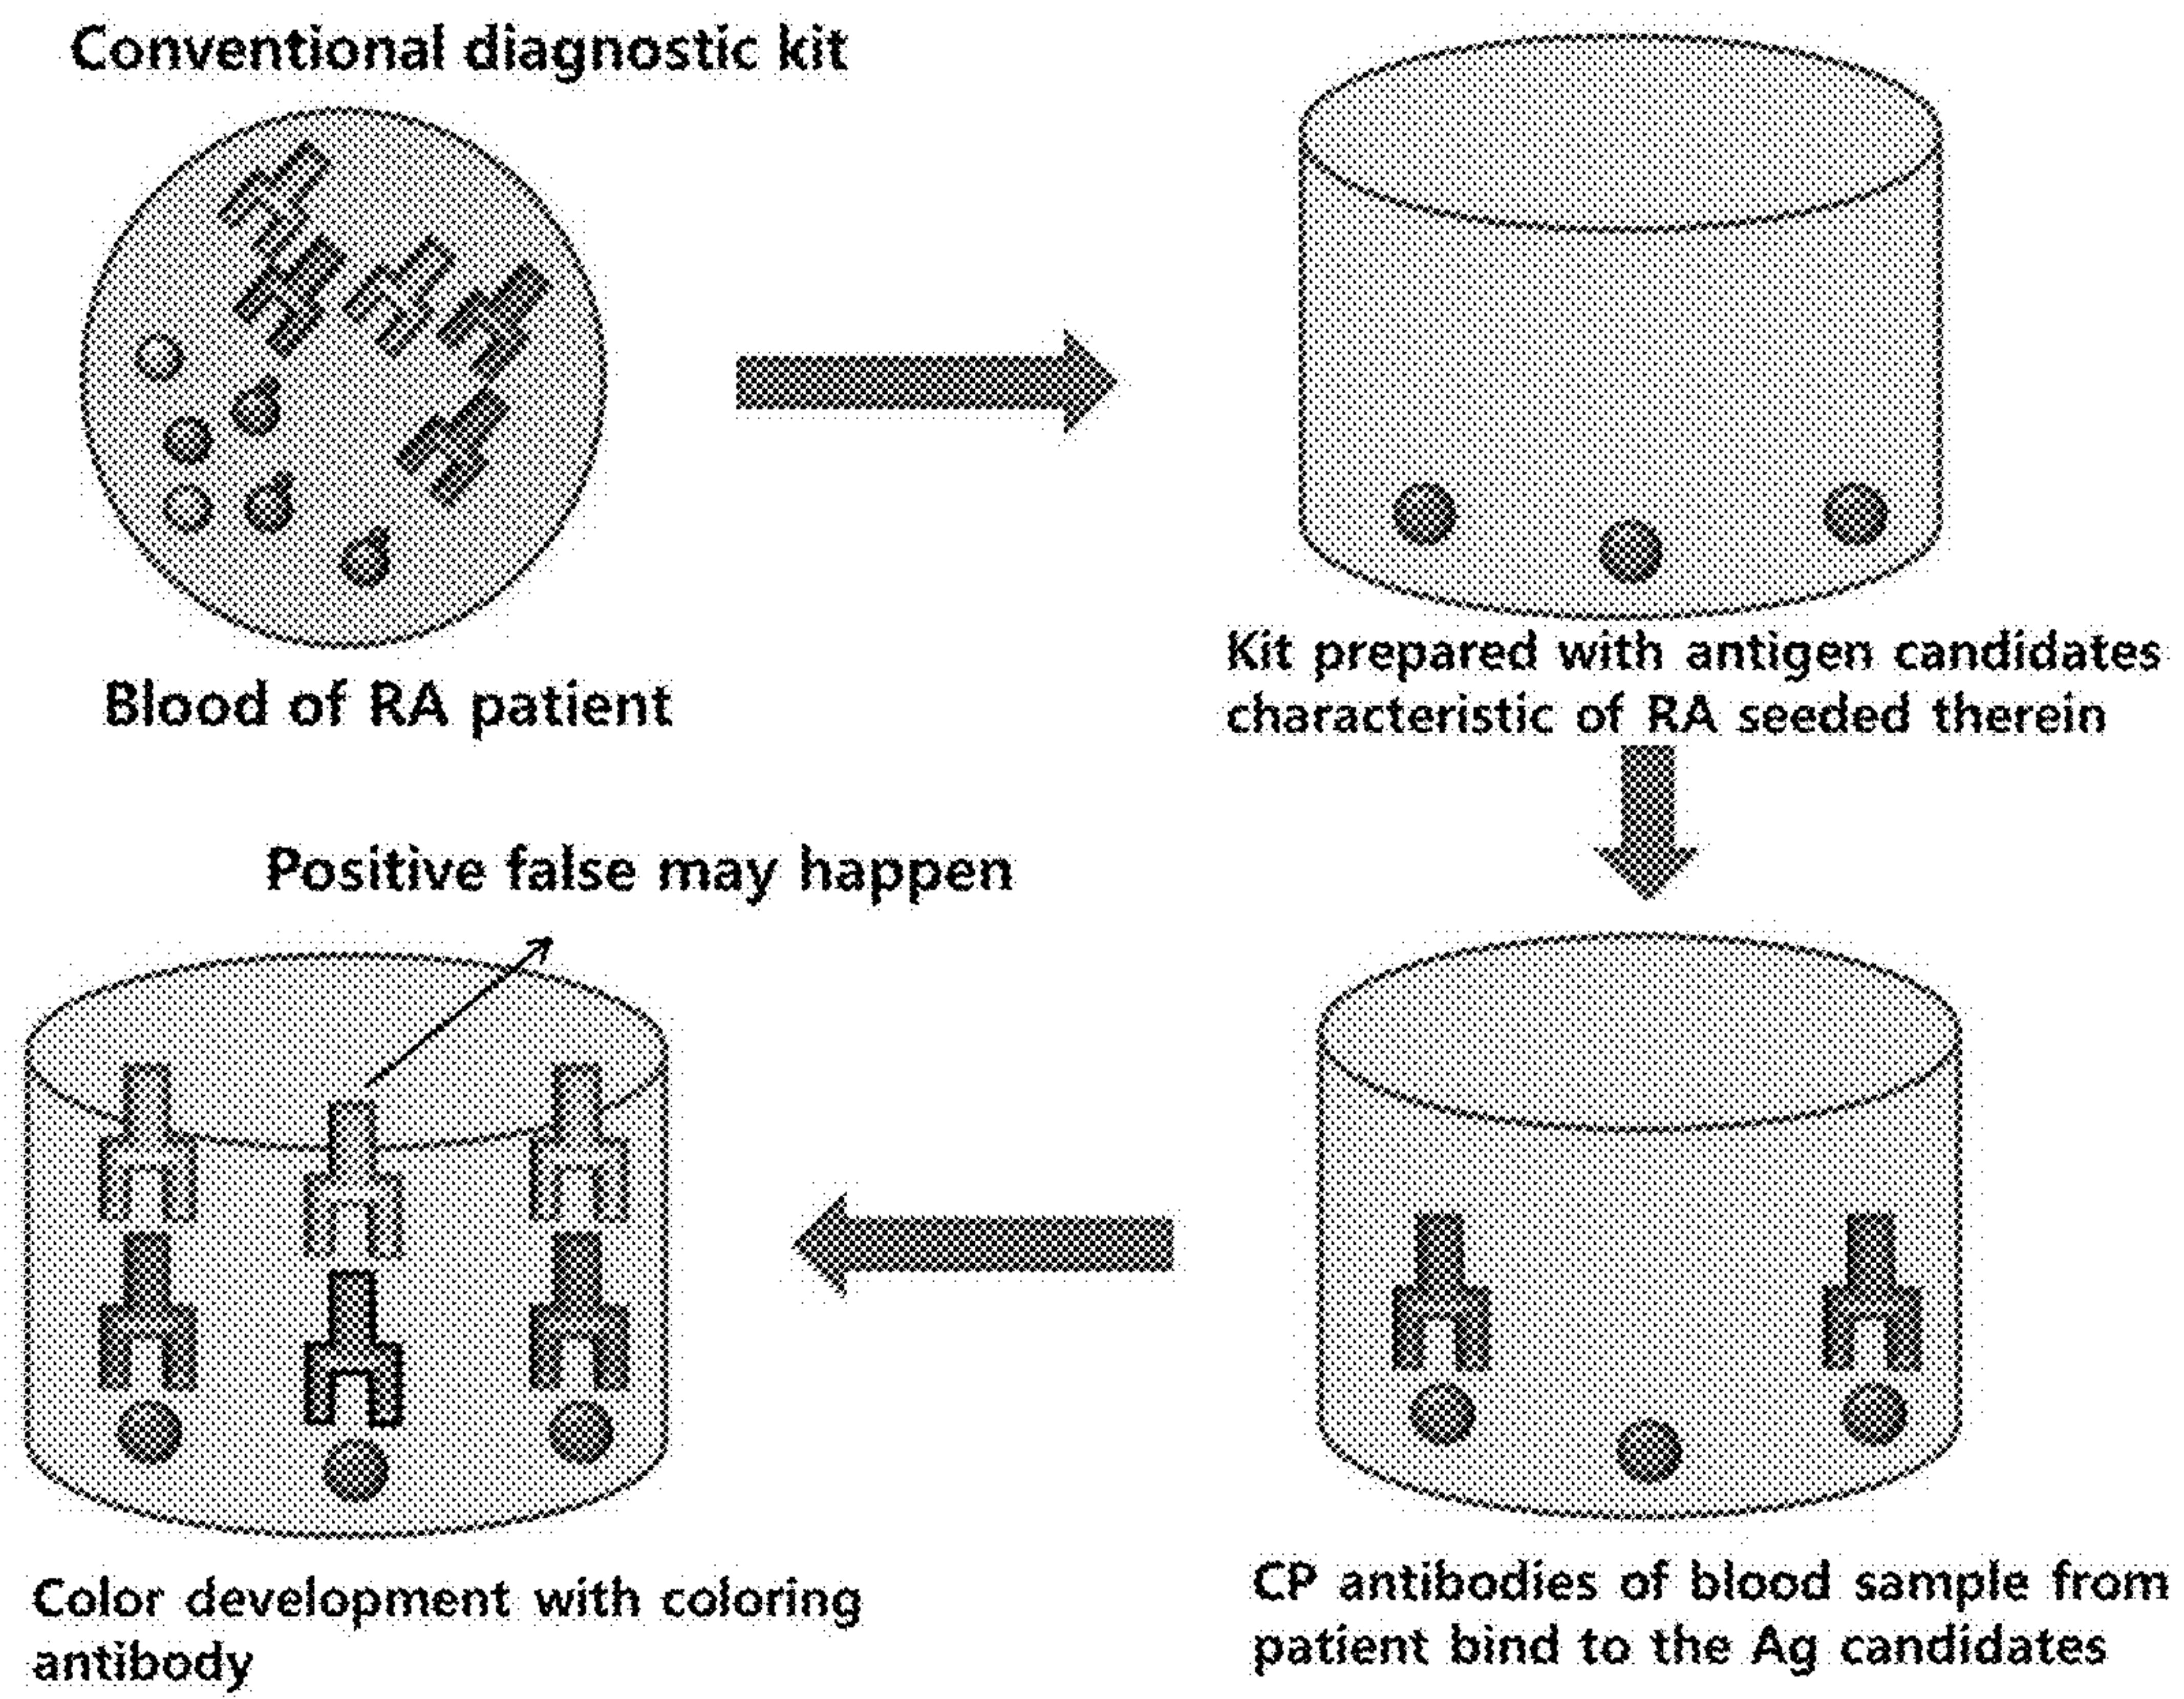 Conventional diagnostic kit
Blood of RA patient
Kit prepared with antigen candidates
characteristic of RA seeded therein
CP antibodies of blood sample from
patient bind to the Ag candidates
Positive false may happen
Color development with coloring
antibody